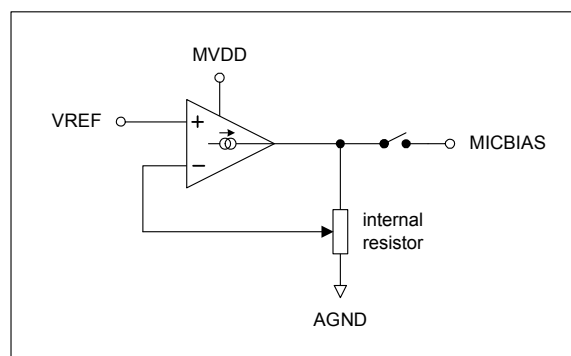 MVDD
VREF
+
−
MICBIAS
internal
resistor
AGND